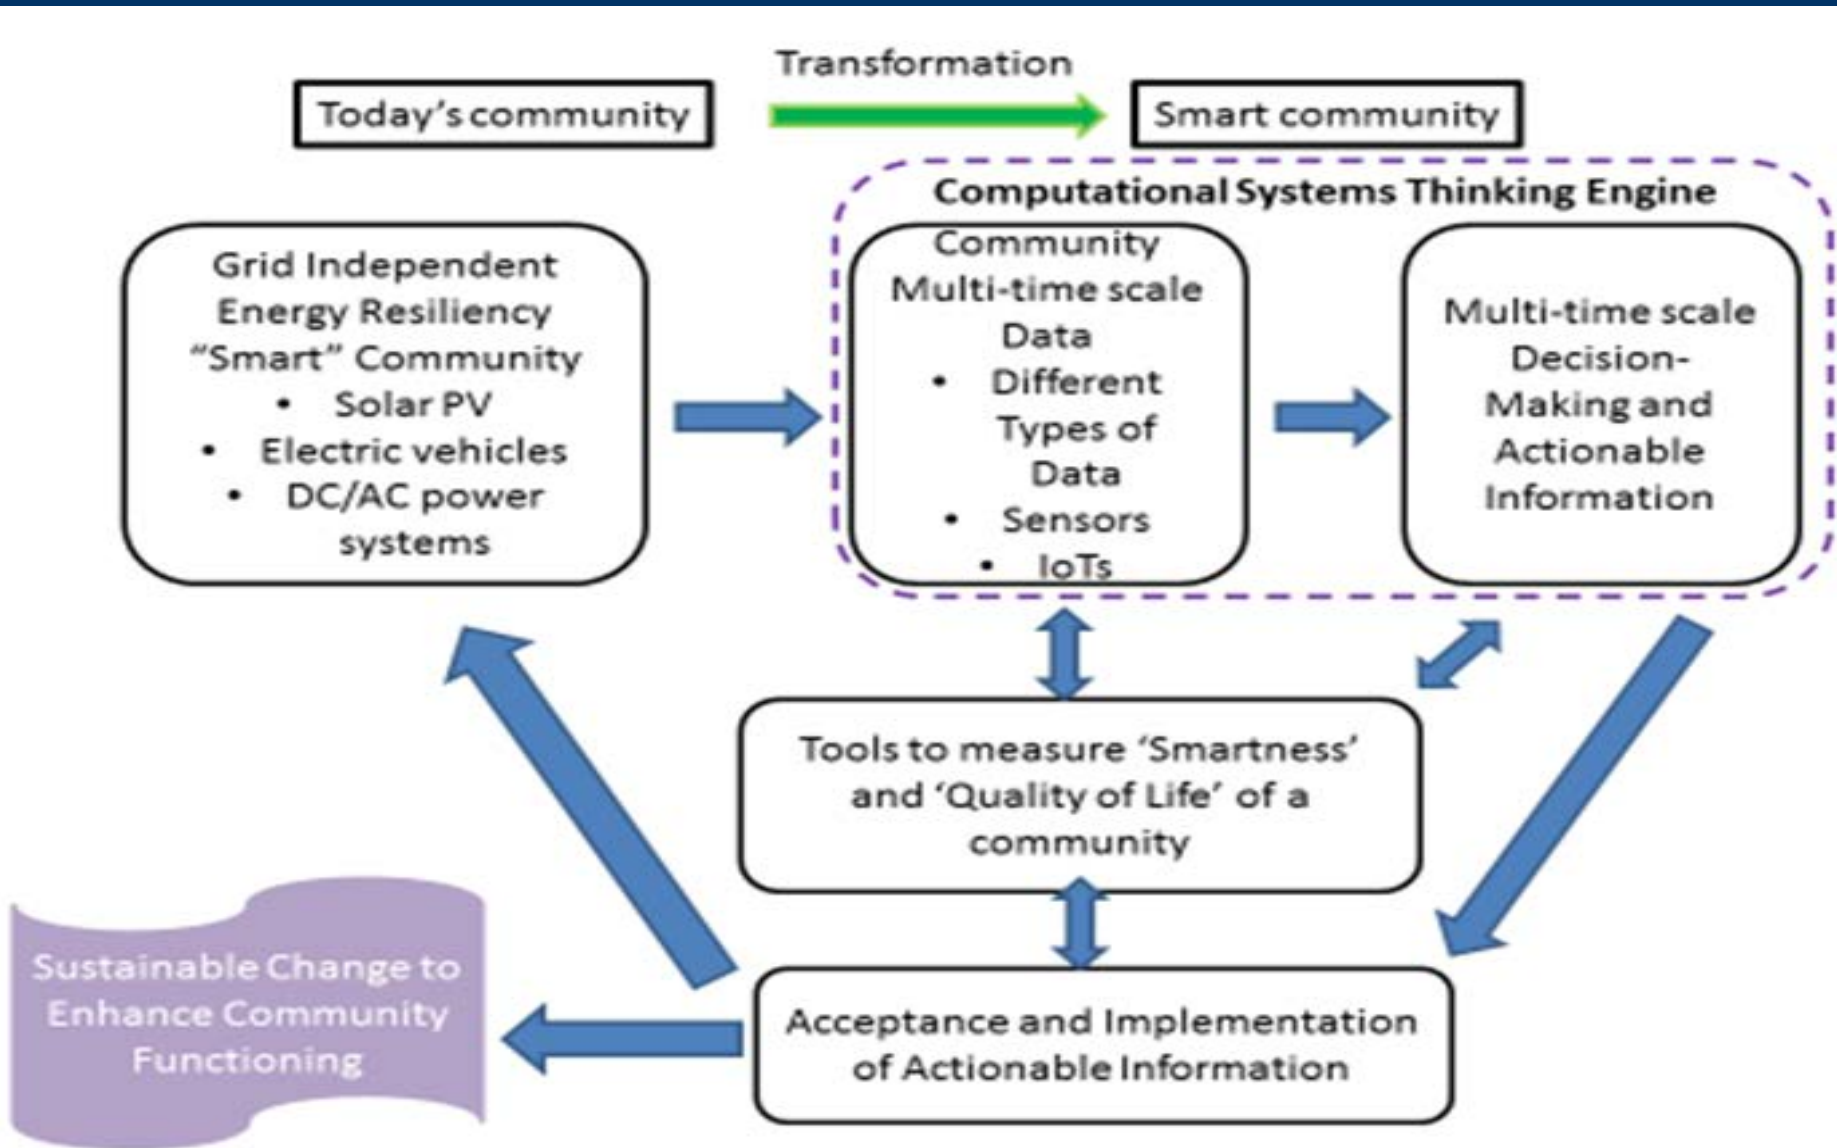 Transformation
Today's community
Smart community
Computational Systems Thinking Engine
Grid Independent
Energy Resiliency
“Smart” Community
• Solar PV
• Electric vehicles
• DC/AC power
systems
Community
Multi-time scale
Data
• Different
Types of
Data
• Sensors
• IoTs
Multi-time scale
Decision-
Making and
Actionable
Information
Tools to measure ‘Smartness’
and ‘Quality of Life’ of a
community
Sustainable Change to
Enhance Community
Functioning
Acceptance and Implementation
of Actionable Information